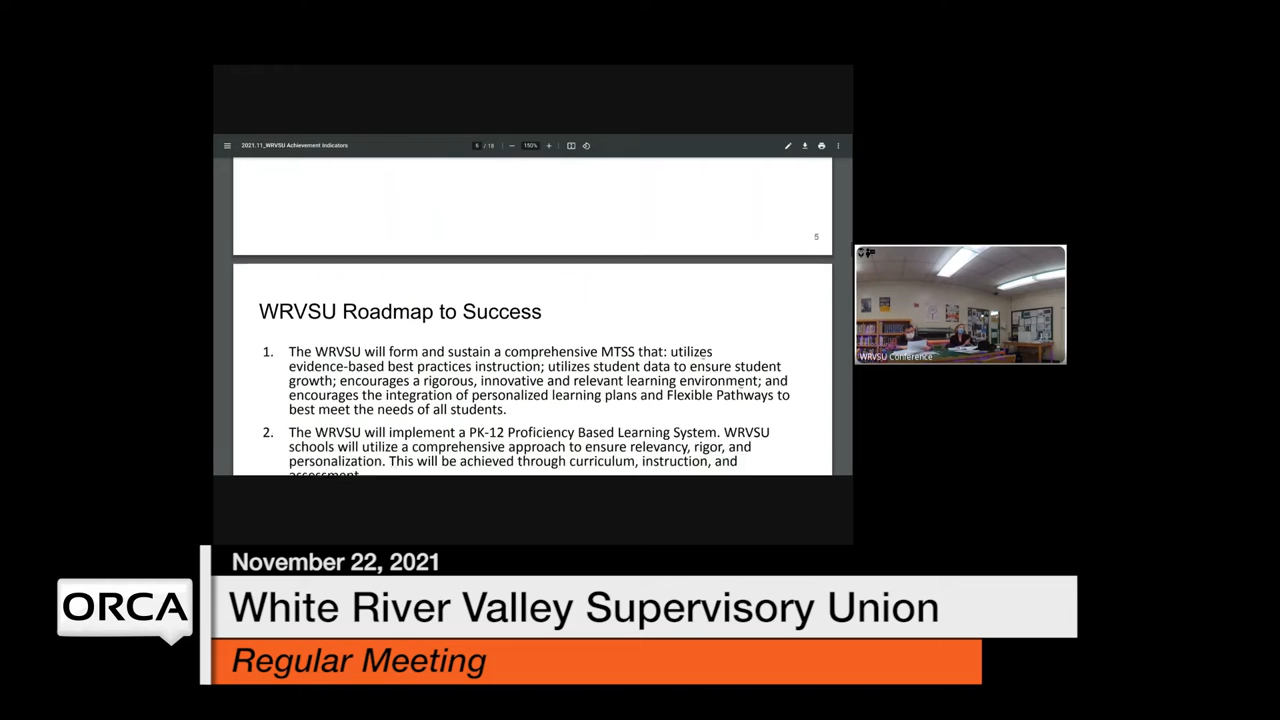 2021.11_WRVSU Achievement Indicators
5 / 18
150%
5
WRVSU Roadmap to Success
1. The WRVSU will form and sustain a comprehensive MTSS that: utilizes
evidence-based best practices instruction; utilizes student data to ensure student
growth; encourages a rigorous, innovative and relevant learning environment; and
encourages the integration of personalized learning plans and Flexible Pathways to
best meet the needs of all students.
2. The WRVSU will implement a PK-12 Proficiency Based Learning System. WRVSU
schools will utilize a comprehensive approach to ensure relevancy, rigor, and
personalization. This will be achieved through curriculum, instruction, and
assessment.
WRVSU Conference
November 22, 2021
ORCA
White River Valley Supervisory Union
Regular Meeting